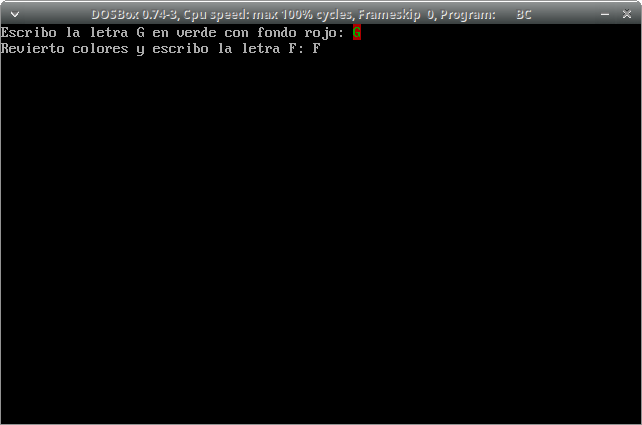 DOSBox 0.74-3, Cpu speed: max 100% cycles, Frameskip 0, Program: BC
Escribo la letra G en verde con fondo rojo: G
Revierto colores y escribo la letra F: F